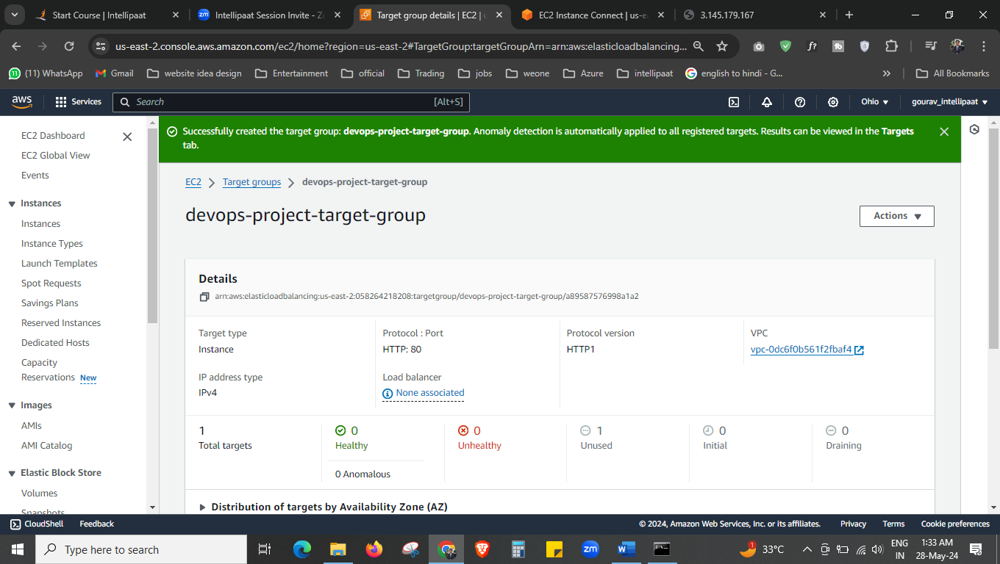 Start Course | Intellipaat
zm
Intellipaat Session Invite - Zo
Target group details | EC2 | u
EC2 Instance Connect | us-ea
3.145.179.167
us-east-2.console.aws.amazon.com/ec2/home?region=us-east-2#TargetGroup:targetGroupArn=arn:aws:elasticloadbalancing...
f?
(11) WhatsApp
Gmail
website idea design
Entertainment
official
Trading
jobs
weone
Azure
intellipaat
english to hindi - G...
All Bookmarks
aws
Services
Search
[Alt+S]
Ohio
gourav_intellipaat
EC2 Dashboard
EC2 Global View
Events
Instances
Instances
Instance Types
Launch Templates
Spot Requests
Savings Plans
Reserved Instances
Dedicated Hosts
Capacity
Reservations New
Images
AMIs
AMI Catalog
Elastic Block Store
Volumes
Snapshots
Successfully created the target group: devops-project-target-group. Anomaly detection is automatically applied to all registered targets. Results can be viewed in the Targets
tab.
EC2
Target groups
devops-project-target-group
devops-project-target-group
Actions
Details
arn:aws:elasticloadbalancing:us-east-2:058264218208:targetgroup/devops-project-target-group/a89587576998a1a2
Target type
Instance
Protocol : Port
HTTP: 80
Protocol version
HTTP1
VPC
vpc-0dc6f0b561f2fbaf4
IP address type
IPv4
Load balancer
None associated
1
Total targets
0
Healthy
0 Anomalous
0
Unhealthy
1
Unused
0
Initial
0
Draining
Distribution of targets by Availability Zone (AZ)
CloudShell
Feedback
© 2024, Amazon Web Services, Inc. or its affiliates.
Privacy
Terms
Cookie preferences
Type here to search
zm
1
33°C
ENG
IN
1:33 AM
28-May-24